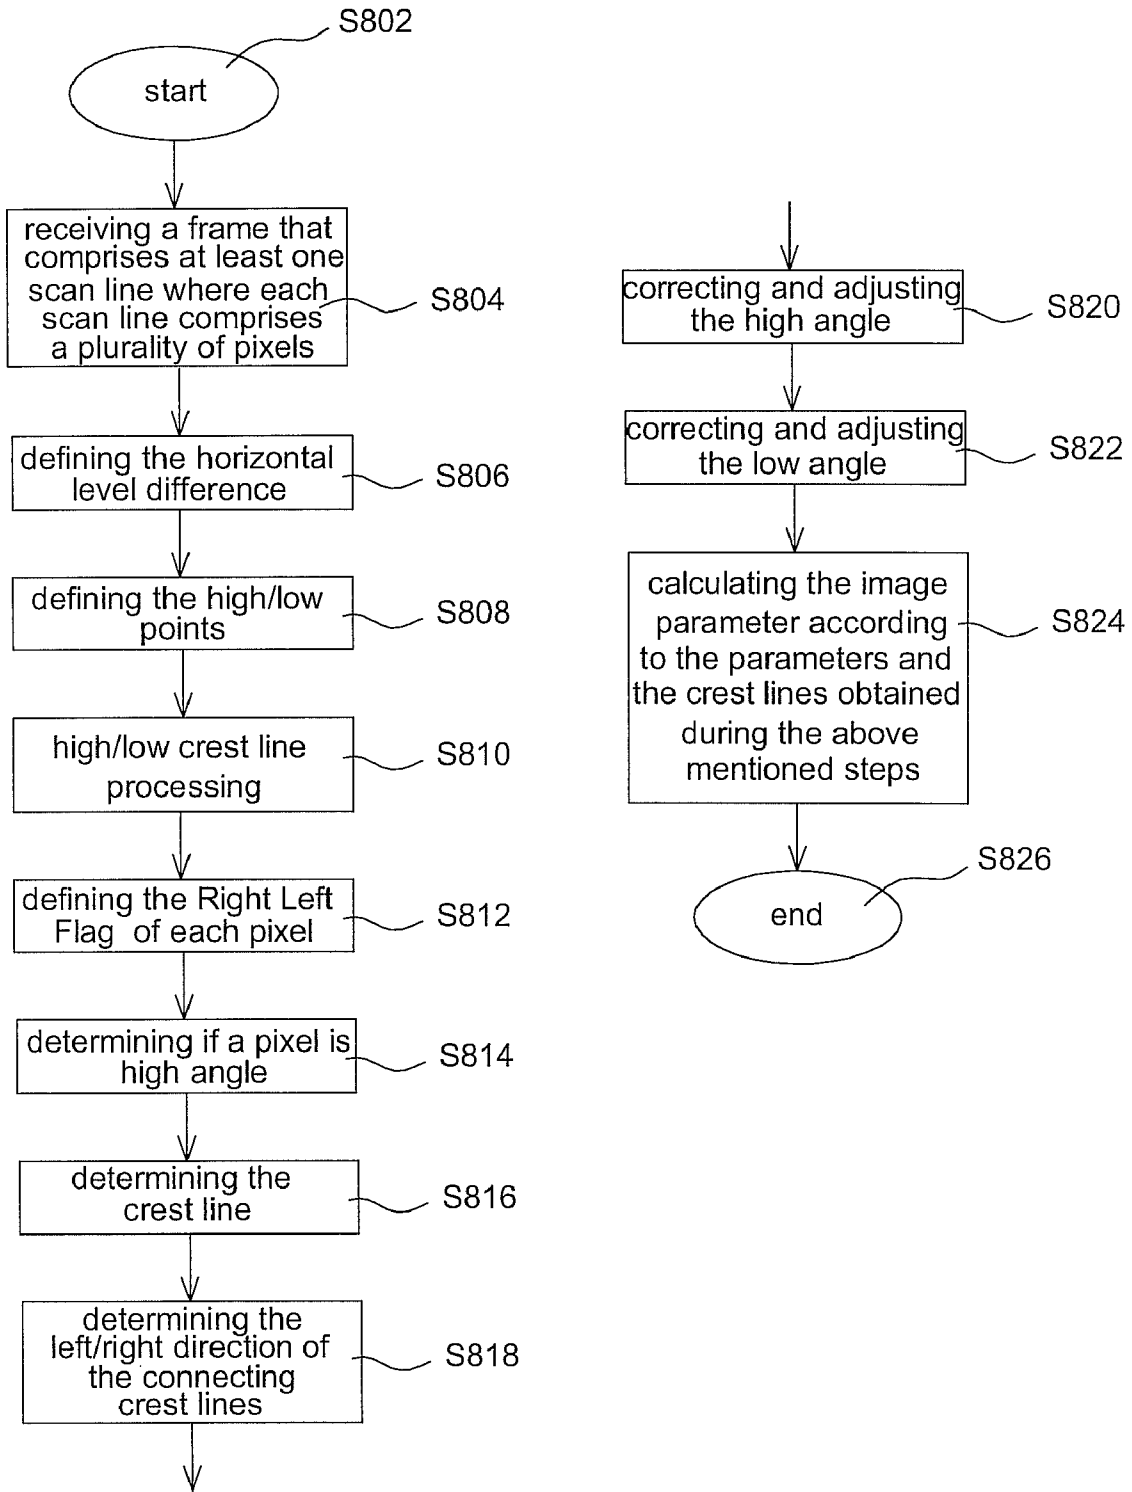 S802
start
receiving a frame that
comprises at least one
scan line where each
scan line comprises
a plurality of pixels
S804
defining the horizontal
level difference
S806
defining the high/low
points
S808
high/low crest line
processing
S810
defining the Right Left
Flag of each pixel
S812
determining if a pixel is
high angle
S814
determining the
crest line
S816
determining the
left/right direction of
the connecting
crest lines
S818
correcting and adjusting
the high angle
S820
correcting and adjusting
the low angle
S822
calculating the image
parameter according
to the parameters and
the crest lines obtained
during the above
mentioned steps
S824
S826
end